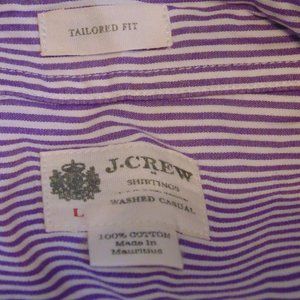 TAILORED FIT
J.CREW
SHIRTINGS
WASHED CASUAL
L
100% COTTON
Made in
Mauritius